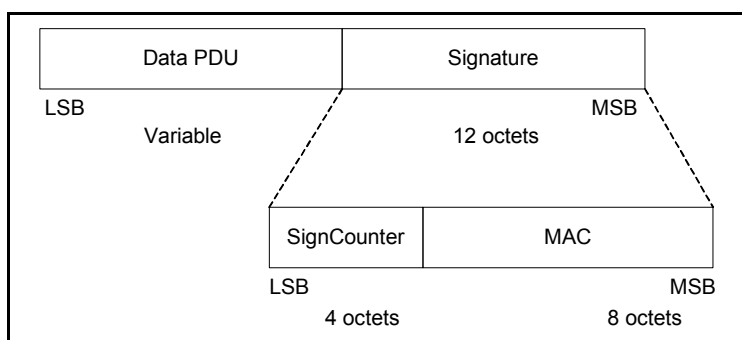 Data PDU Signature
LSB MSB
Variable 12 octets
SignCounter MAC
LSB MSB
4 octets 8 octets